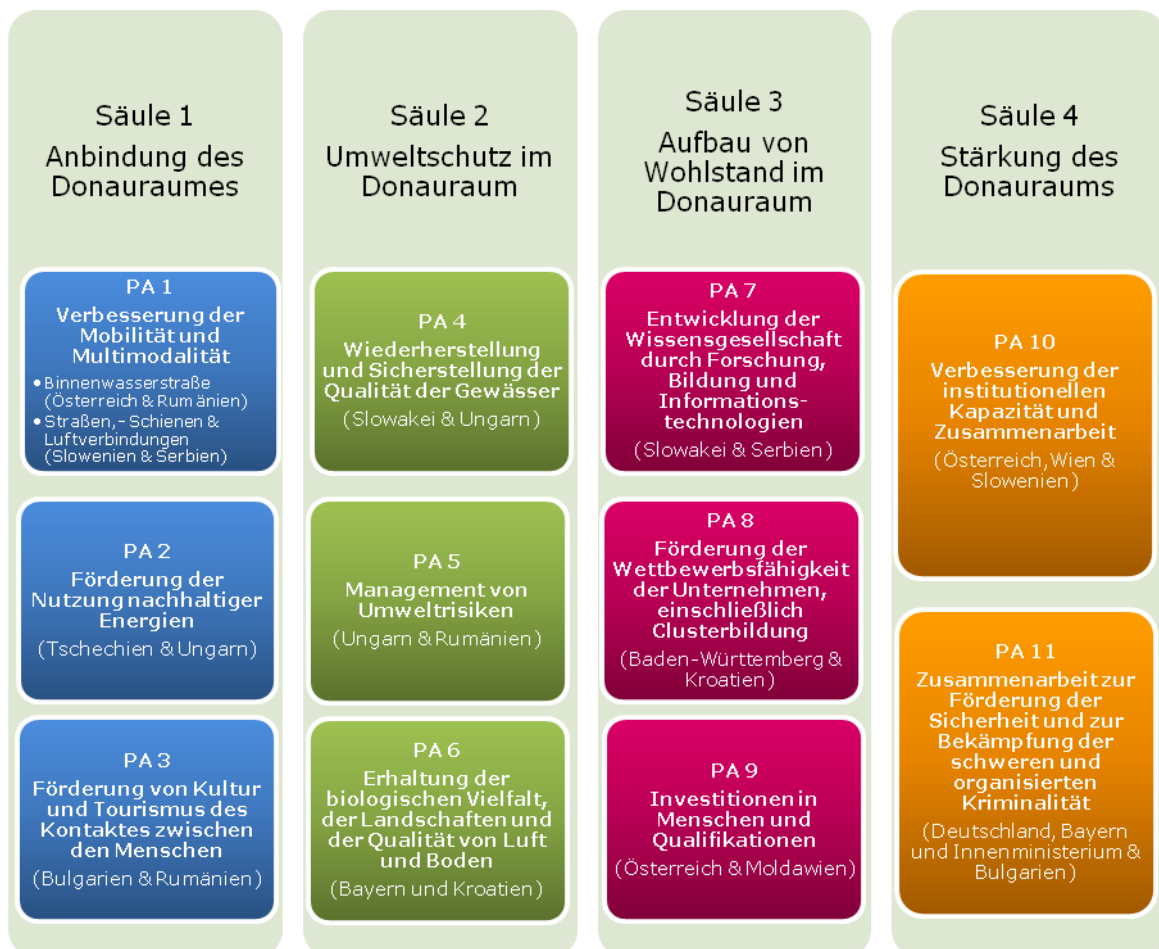 Säule 1
Anbindung des
Donauraumes
PA 1
Verbesserung der
Mobilität und
Multimodalität
• Binnenwasserstraße
(Österreich & Rumänien)
• Straßen,- Schienen &
Luftverbindungen
(Slowenien & Serbien)
PA 2
Förderung der
Nutzung nachhaltiger
Energien
(Tschechien & Ungarn)
PA 3
Förderung von Kultur
und Tourismus des
Kontaktes zwischen
den Menschen
(Bulgarien & Rumänien)
Säule 2
Umweltschutz im
Donauraum
PA 4
Wiederherstellung
und Sicherstellung der
Qualität der Gewässer
(Slowakei & Ungarn)
PA 5
Management von
Umweltrisiken
(Ungarn & Rumänien)
PA 6
Erhaltung der
biologischen Vielfalt,
der Landschaften und
der Qualität von Luft
und Boden
(Bayern und Kroatien)
Säule 3
Aufbau von
Wohlstand im
Donauraum
PA 7
Entwicklung der
Wissensgesellschaft
durch Forschung,
Bildung und
Informations-
technologien
(Slowakei & Serbien)
PA 8
Förderung der
Wettbewerbsfähigkeit
der Unternehmen,
einschließlich
Clusterbildung
(Baden-Württemberg &
Kroatien)
PA 9
Investitionen in
Menschen und
Qualifikationen
(Österreich & Moldawien)
Säule 4
Stärkung des
Donauraums
PA 10
Verbesserung der
institutionellen
Kapazität und
Zusammenarbeit
(Österreich, Wien &
Slowenien)
PA 11
Zusammenarbeit zur
Förderung der
Sicherheit und zur
Bekämpfung der
schweren und
organisierten
Kriminalität
(Deutschland, Bayern
und Innenministerium &
Bulgarien)